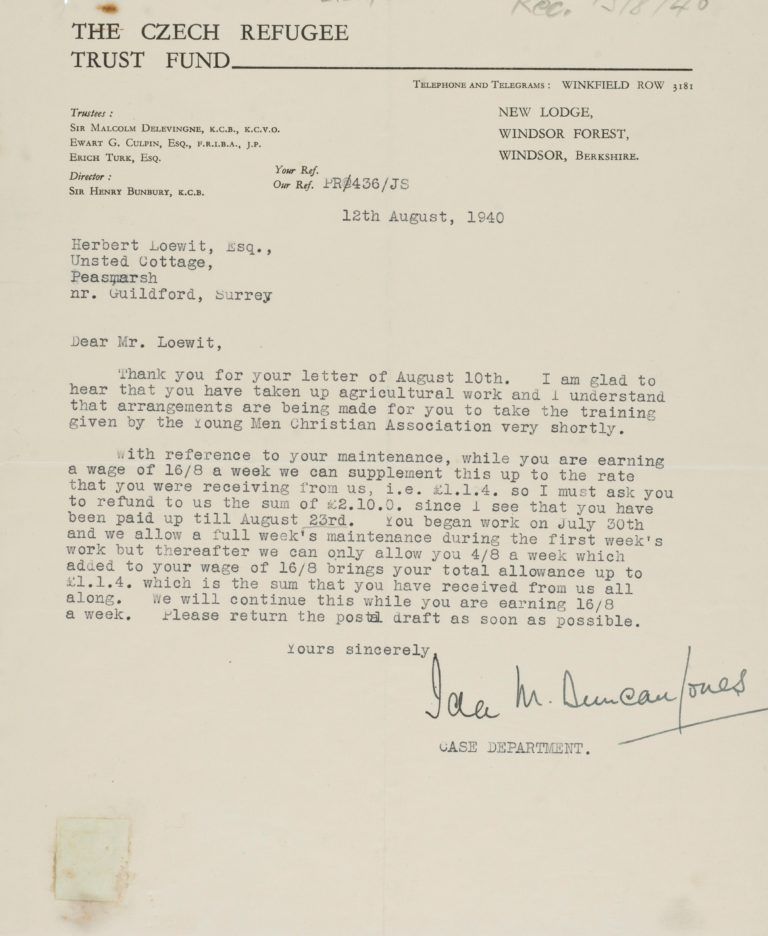 Rec. 13/8/40
THE CZECH REFUGEE
TRUST FUND
TELEPHONE AND TELEGRAMS : WINKFIELD ROW 3181
Trustees :
SIR MALCOLM DELEVINGNE, K.C.B., K.C.V.O.
EWART G. CULPIN, ESQ., F.R.I.B.A., J.P.
ERICH TURK, ESQ.
Director :
SIR HENRY BUNBURY, K.C.B.
NEW LODGE,
WINDSOR FOREST,
WINDSOR, BERKSHIRE.
Your Ref.
Our Ref. PR/436/JS
12th August, 1940
Herbert Loewit, Esq.,
Unsted Cottage,
Peasmarsh
nr. Guildford, Surrey
Dear Mr. Loewit,
Thank you for your letter of August 10th. I am glad to
hear that you have taken up agricultural work and I understand
that arrangements are being made for you to take the training
given by the Young Men Christian Association very shortly.
With reference to your maintenance, while you are earning
a wage of 16/8 a week we can supplement this up to the rate
that you were receiving from us, i.e. £1.1.4. so I must ask you
to refund to us the sum of £2.10.0. since I see that you have
been paid up till August 23rd. You began work on July 30th
and we allow a full week's maintenance during the first week's
work but thereafter we can only allow you 4/8 a week which
added to your wage of 16/8 brings your total allowance up to
£1.1.4. which is the sum that you have received from us all
along. We will continue this while you are earning 16/8
a week. Please return the postal draft as soon as possible.
Yours sincerely,
Ida M. Duncan Jones
CASE DEPARTMENT.